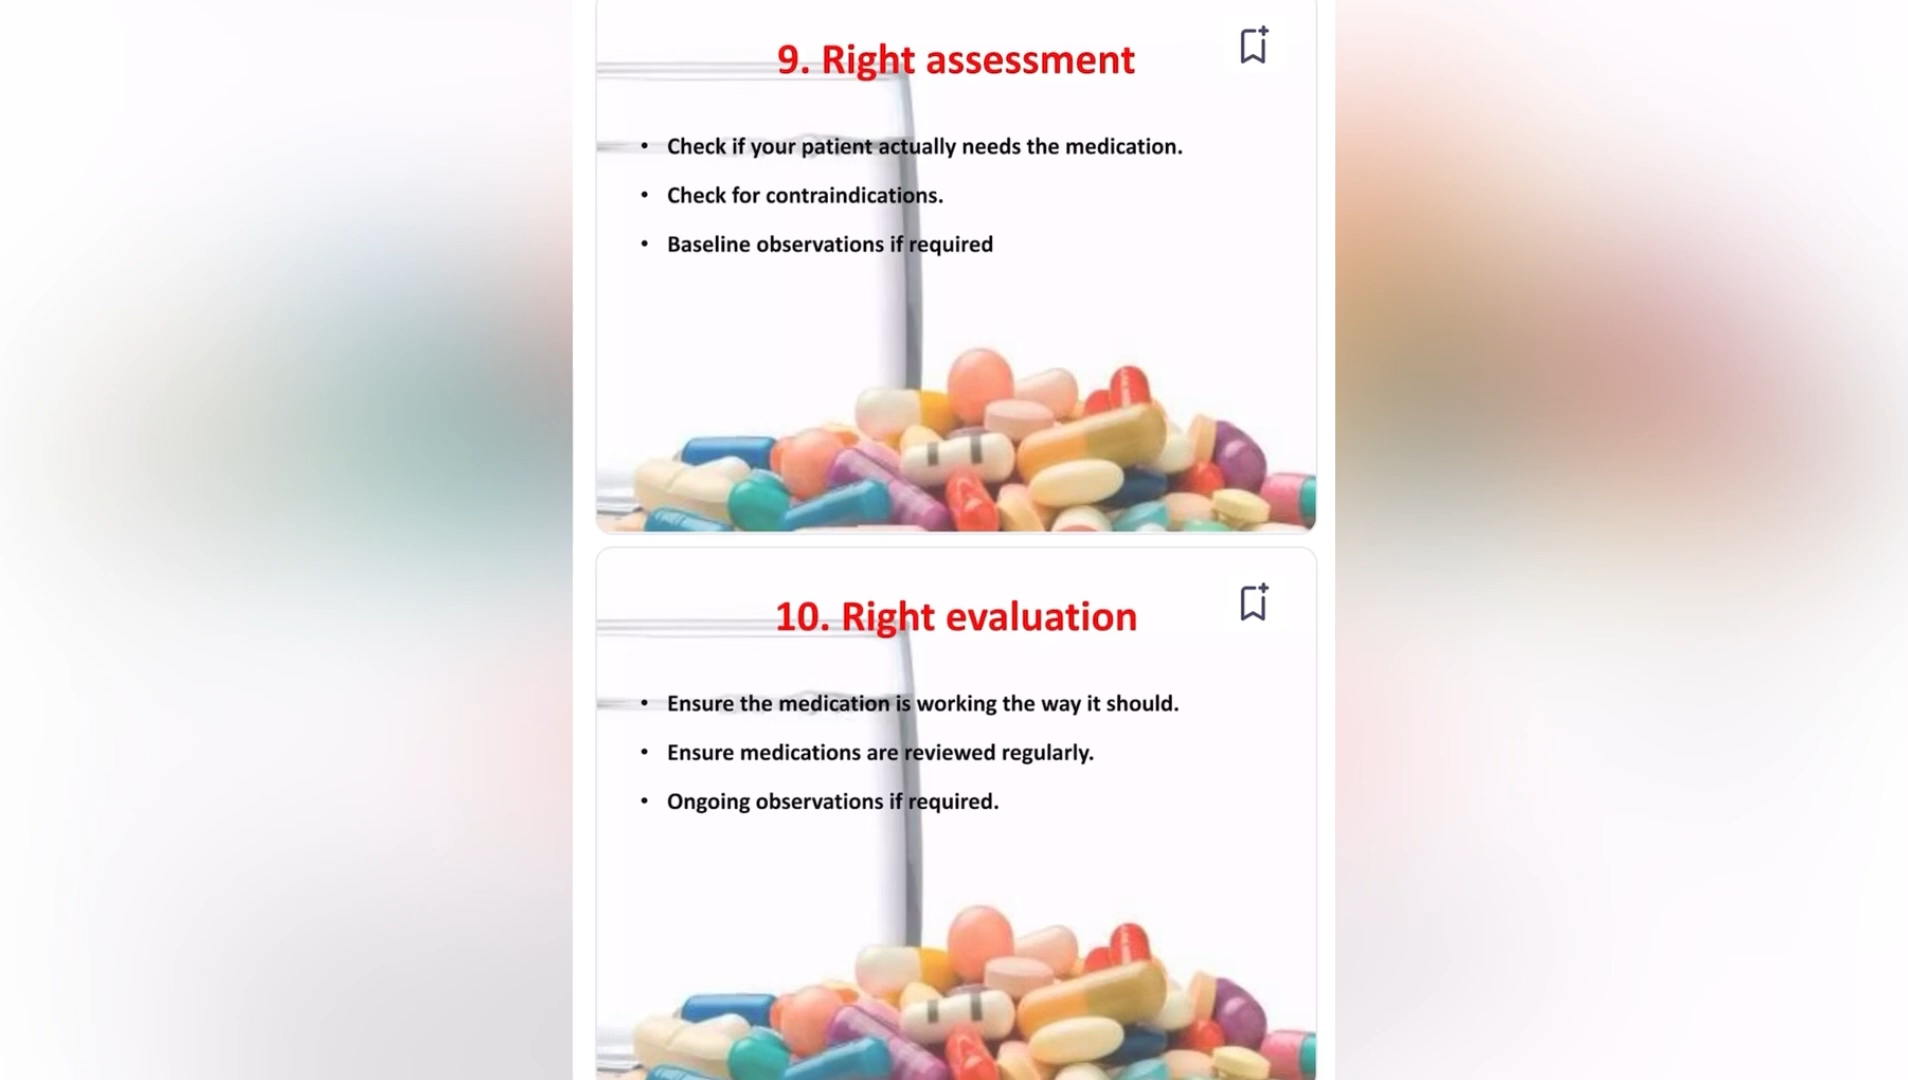 9. Right assessment
• Check if your patient actually needs the medication.
• Check for contraindications.
• Baseline observations if required
10. Right evaluation
• Ensure the medication is working the way it should.
• Ensure medications are reviewed regularly.
• Ongoing observations if required.